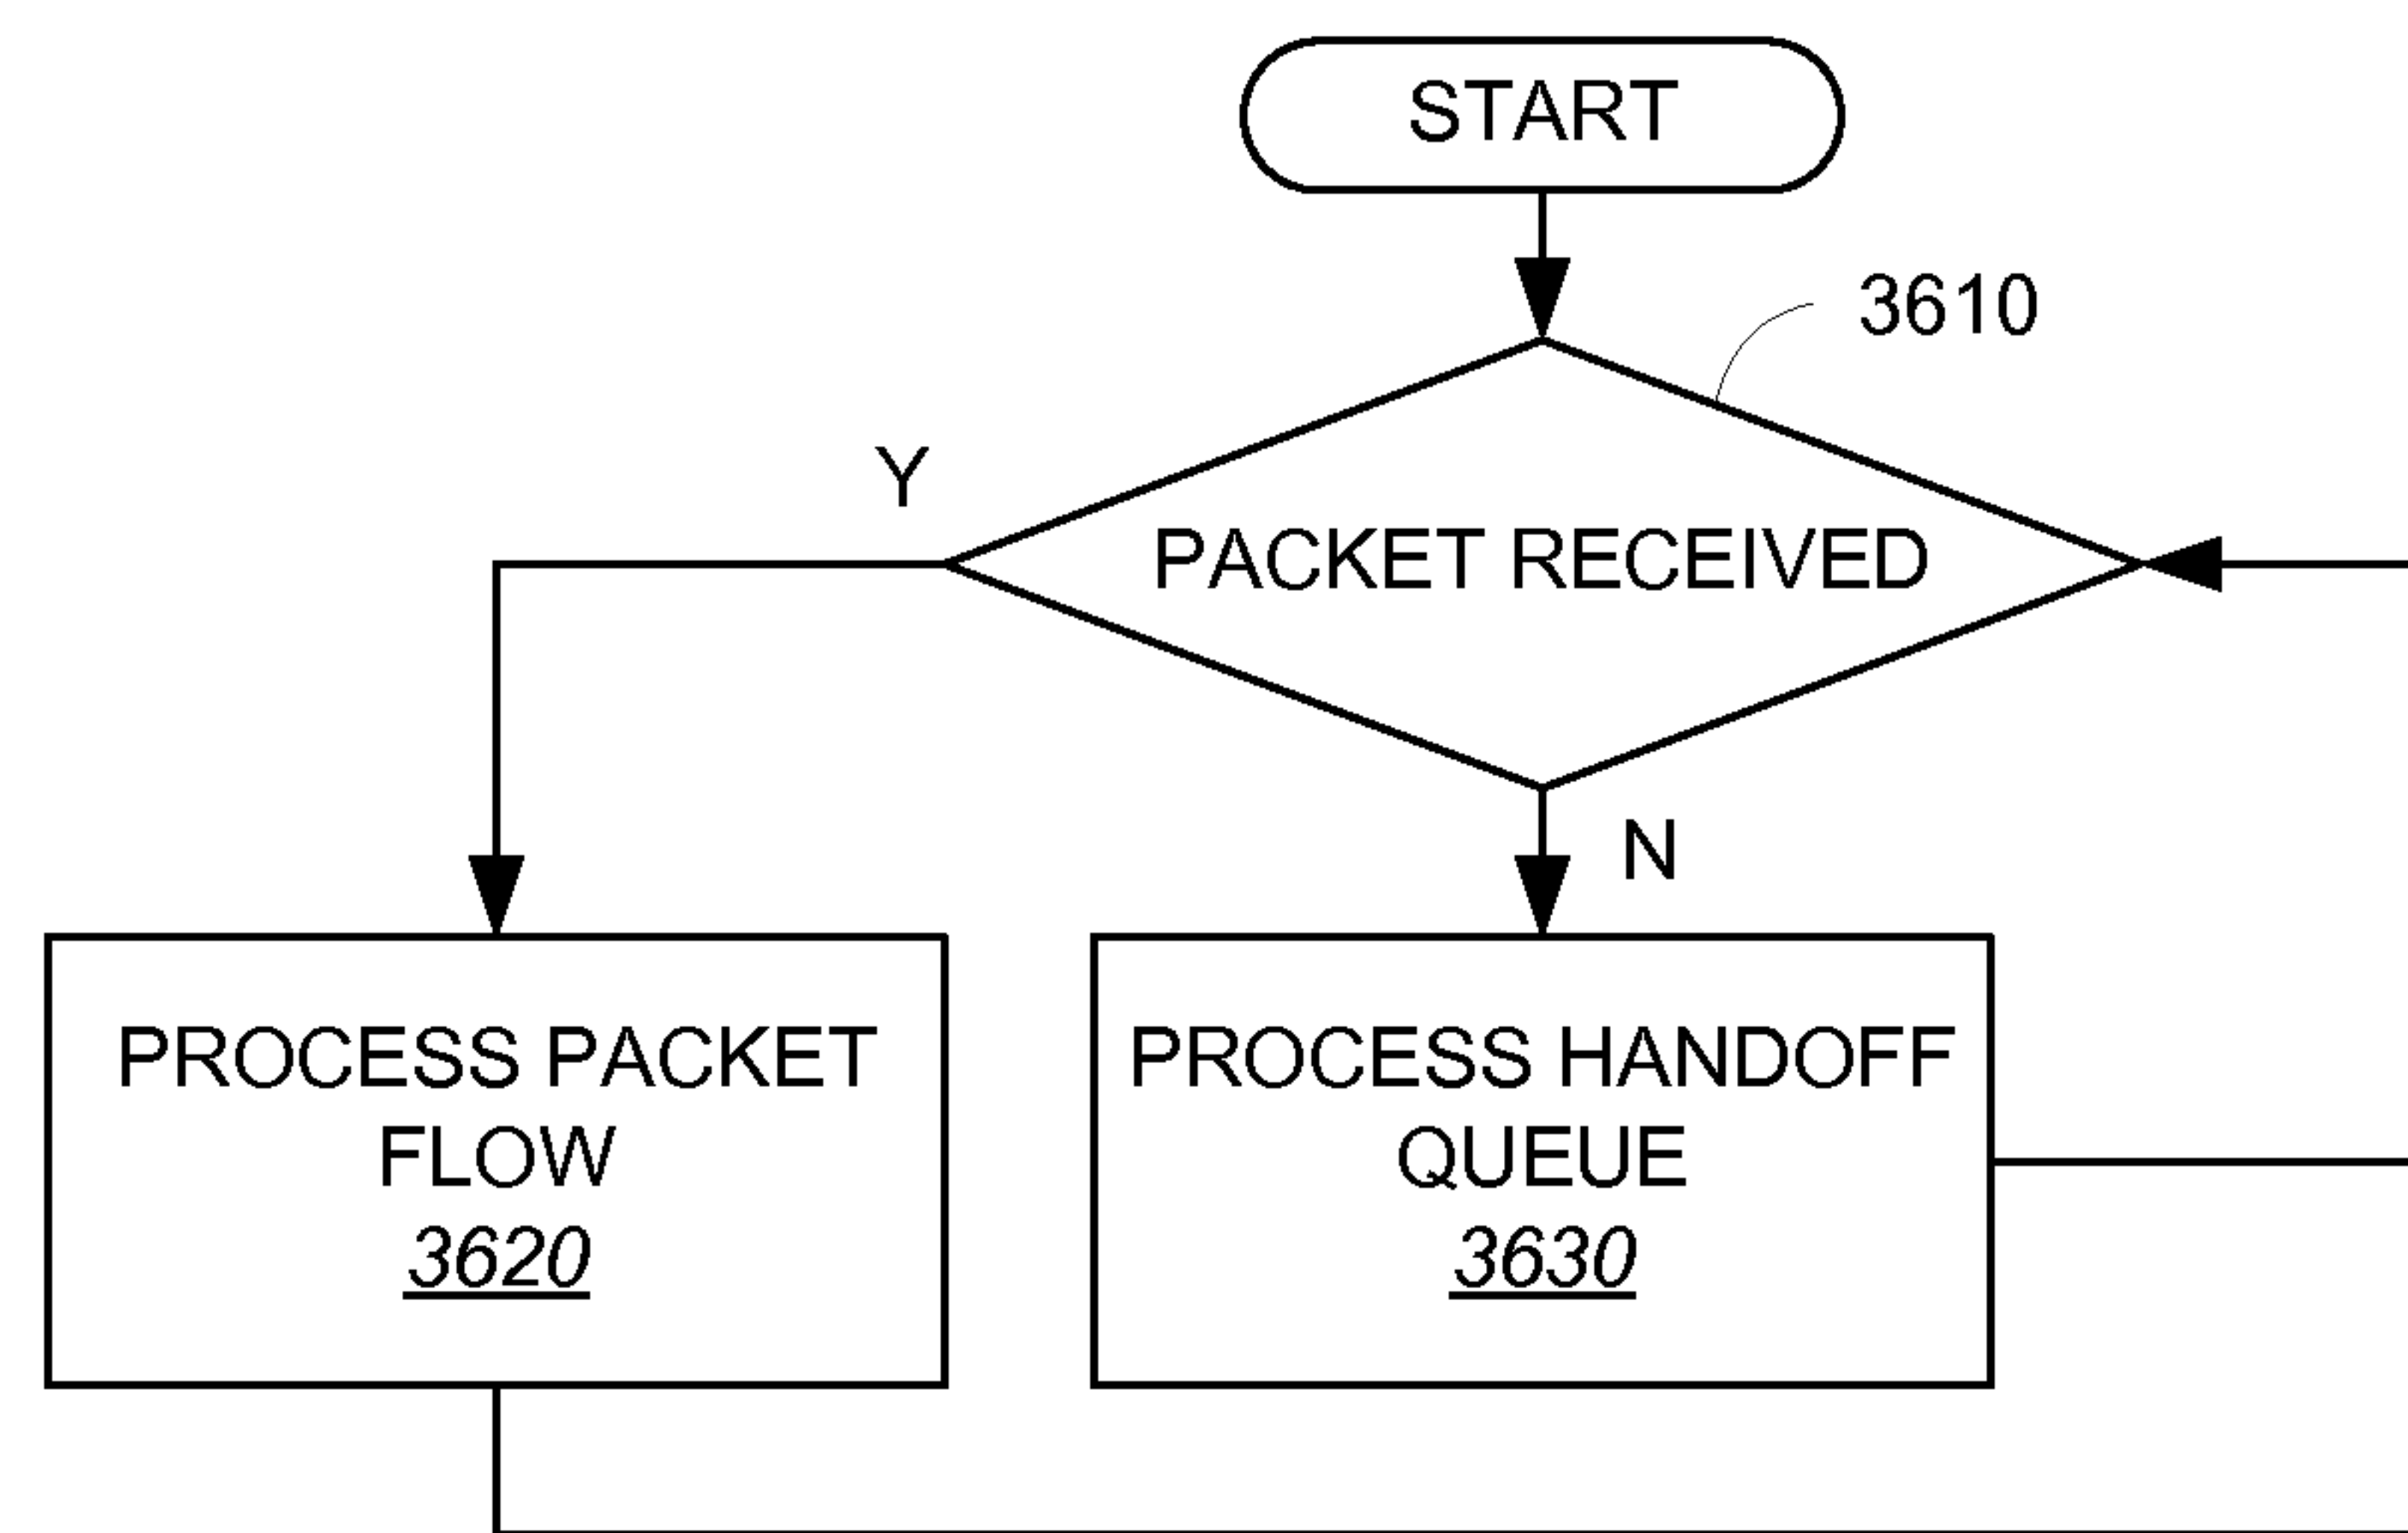 START
3610
Y
PACKET RECEIVED
N
PROCESS PACKET
FLOW
3620
PROCESS HANDOFF
QUEUE
3630